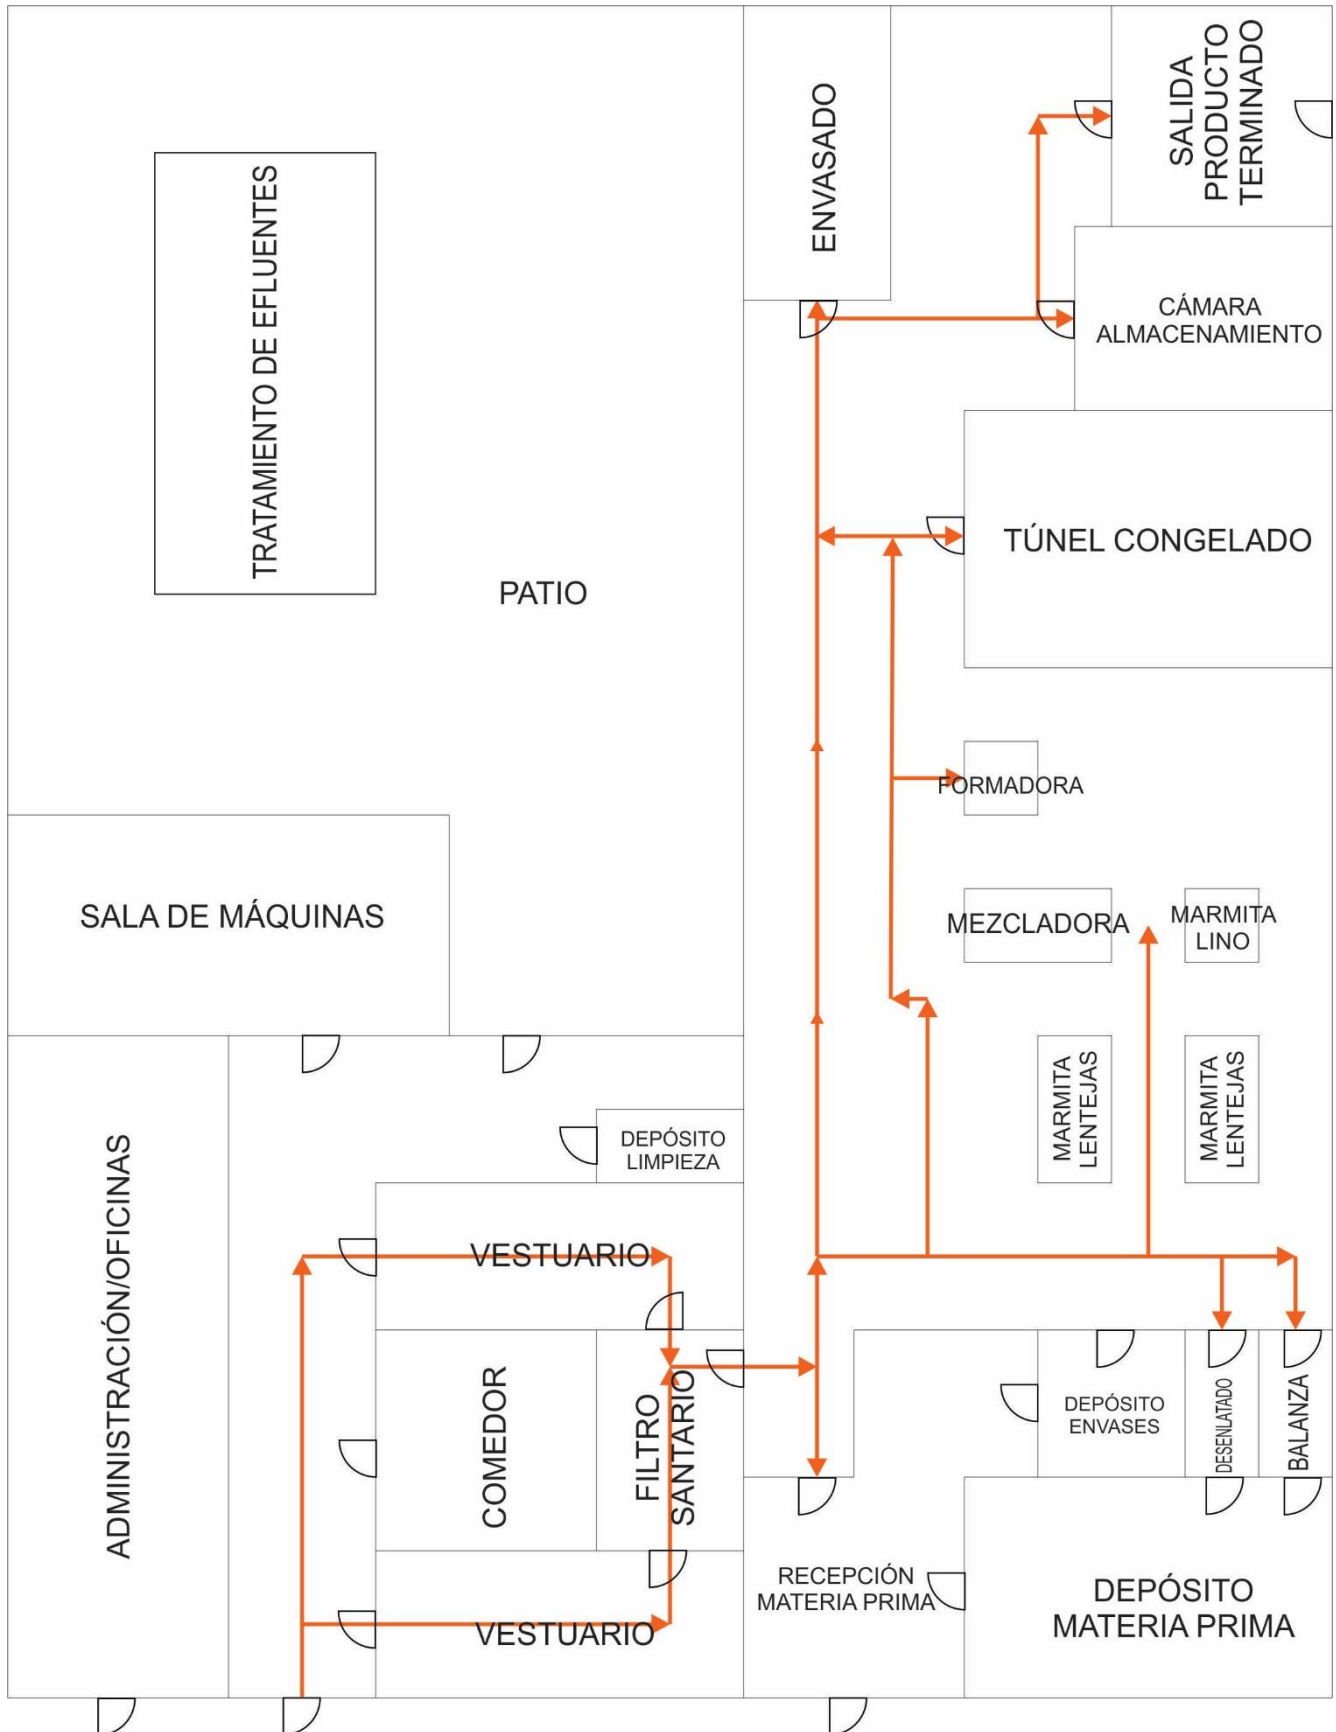 SALIDA
PRODUCTO
TERMINADO
ENVASADO
TRATAMIENTO DE EFLUENTES
CÁMARA
ALMACENAMIENTO
TÚNEL CONGELADO
PATIO
FORMADORA
SALA DE MÁQUINAS
MEZCLADORA
MARMITA
LINO
MARMITA
LENTEJAS
MARMITA
LENTEJAS
DEPÓSITO
LIMPIEZA
ADMINISTRACIÓN/OFICINAS
VESTUARIO
COMEDOR
FILTRO
SANTARIO
DEPÓSITO
ENVASES
DESENLATADO
BALANZA
RECEPCIÓN
MATERIA PRIMA
DEPÓSITO
MATERIA PRIMA
VESTUARIO